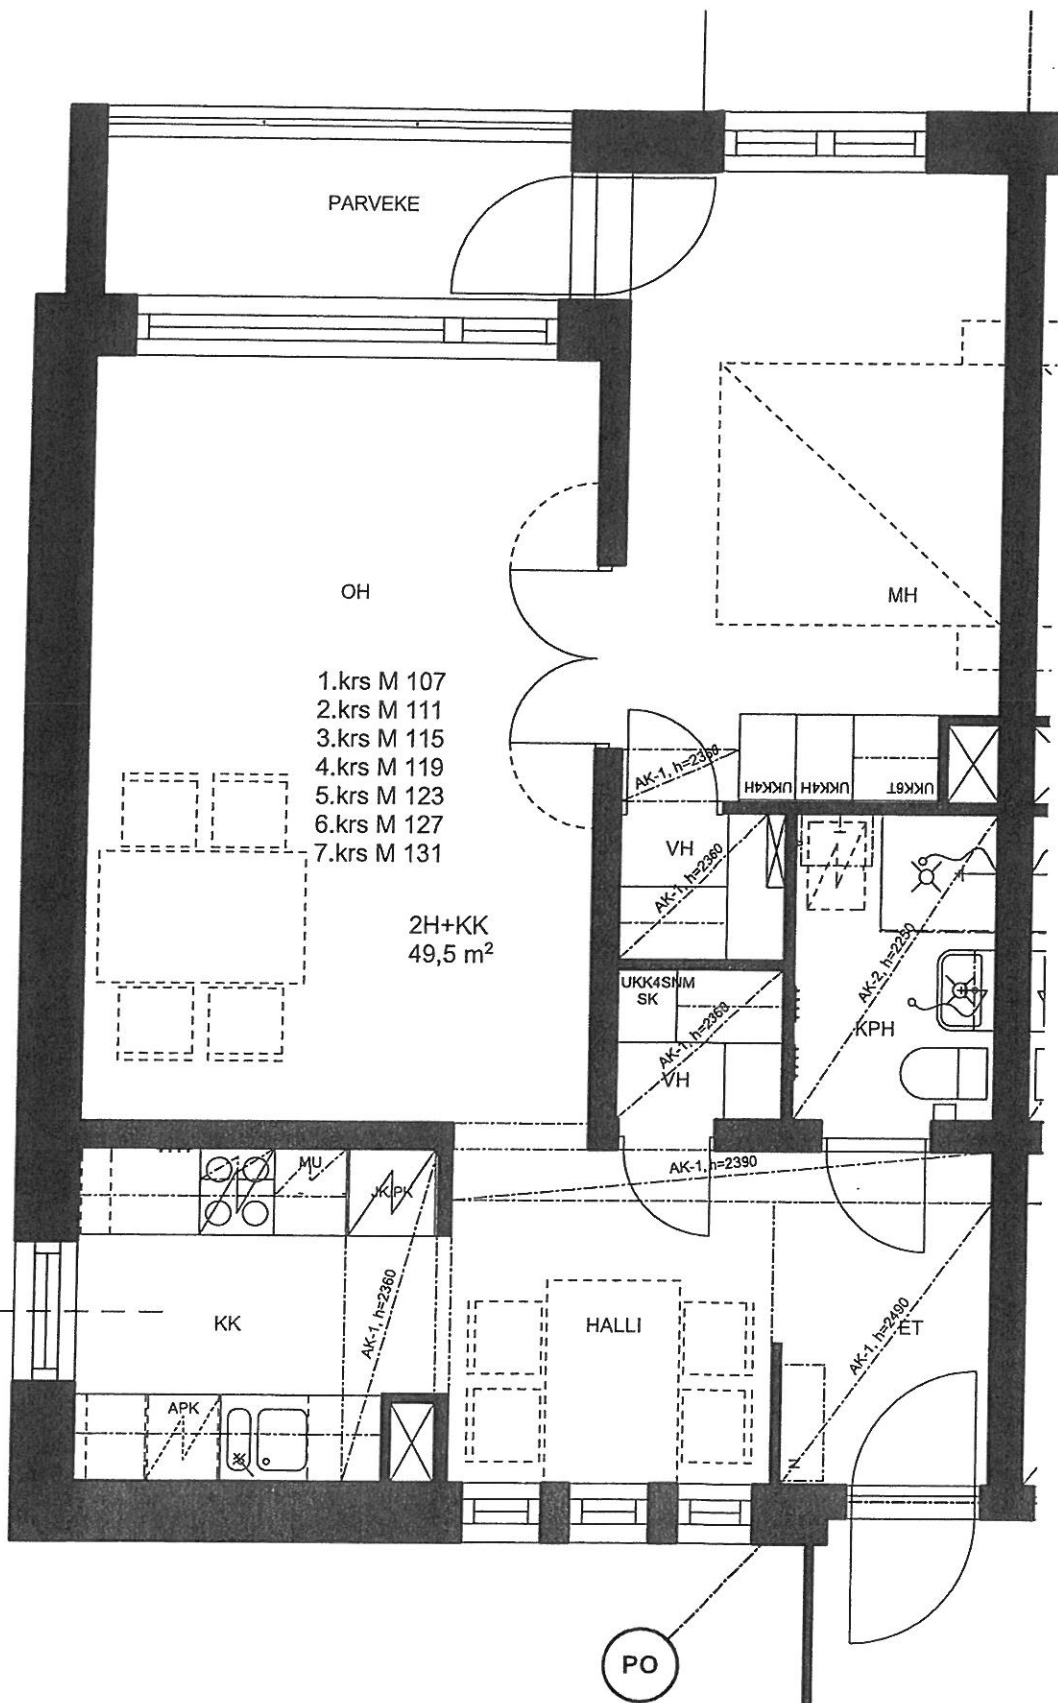 PARVEKE
OH
MH
1.krs M 107
2.krs M 111
3.krs M 115
4.krs M 119
5.krs M 123
6.krs M 127
7.krs M 131
2H+KK
49,5 m²
AK-1, h=2360
UKK4H
UKK4H
UKK6T
VH
AK-1, h=2360
AK-2, h=2250
KPH
UKK4SNM
SK
AK-1, h=2360
VH
AK-1, h=2390
MU
JK/PK
AK-1, h=2360
KK
HALLI
AK-1, h=2490
ET
APK
N
PO